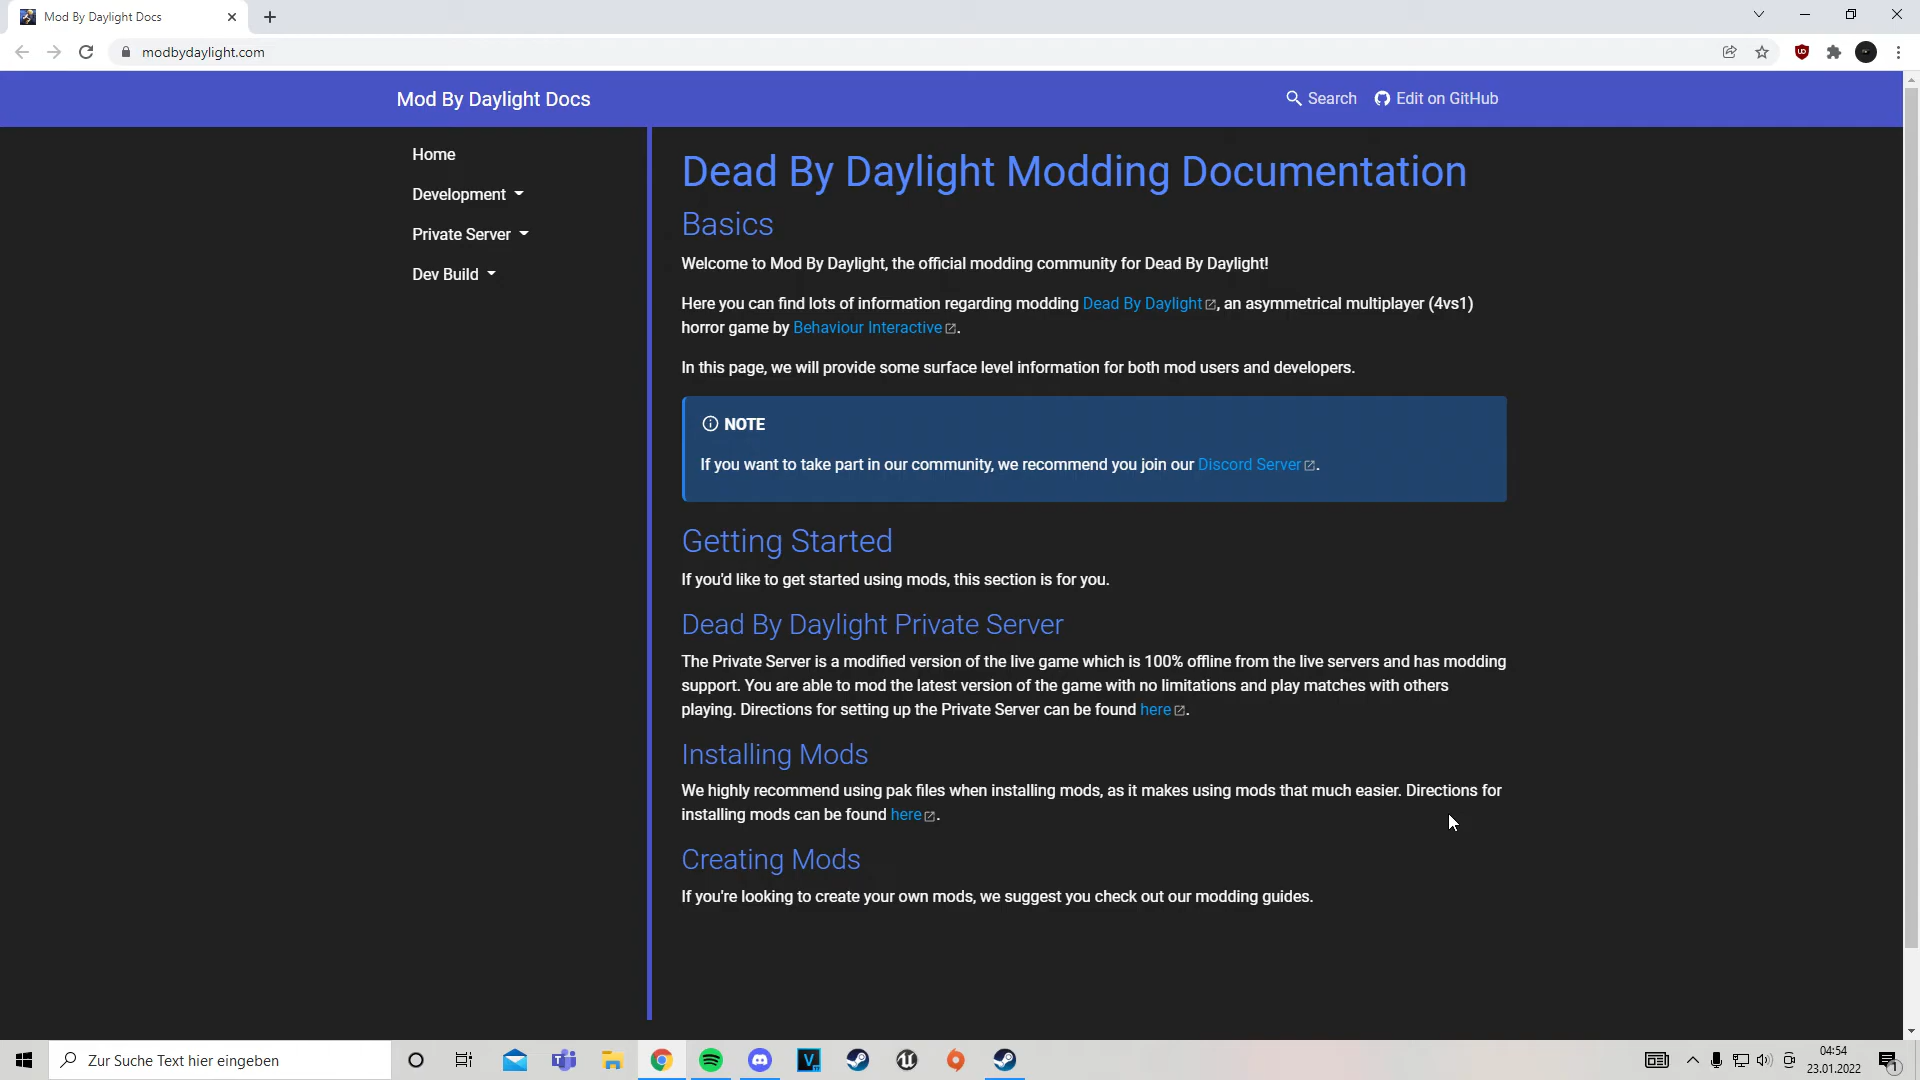 Mod By Daylight Docs
modbydaylight.com
Mod By Daylight Docs
Search
Edit on GitHub
Home
Development
Private Server
Dev Build
Dead By Daylight Modding Documentation
Basics
Welcome to Mod By Daylight, the official modding community for Dead By Daylight!
Here you can find lots of information regarding modding Dead By Daylight, an asymmetrical multiplayer (4vs1)
horror game by Behaviour Interactive.
In this page, we will provide some surface level information for both mod users and developers.
NOTE
If you want to take part in our community, we recommend you join our Discord Server.
Getting Started
If you'd like to get started using mods, this section is for you.
Dead By Daylight Private Server
The Private Server is a modified version of the live game which is 100% offline from the live servers and has modding
support. You are able to mod the latest version of the game with no limitations and play matches with others
playing. Directions for setting up the Private Server can be found here.
Installing Mods
We highly recommend using pak files when installing mods, as it makes using mods that much easier. Directions for
installing mods can be found here.
Creating Mods
If you're looking to create your own mods, we suggest you check out our modding guides.
Zur Suche Text hier eingeben
04:54
23.01.2022
1